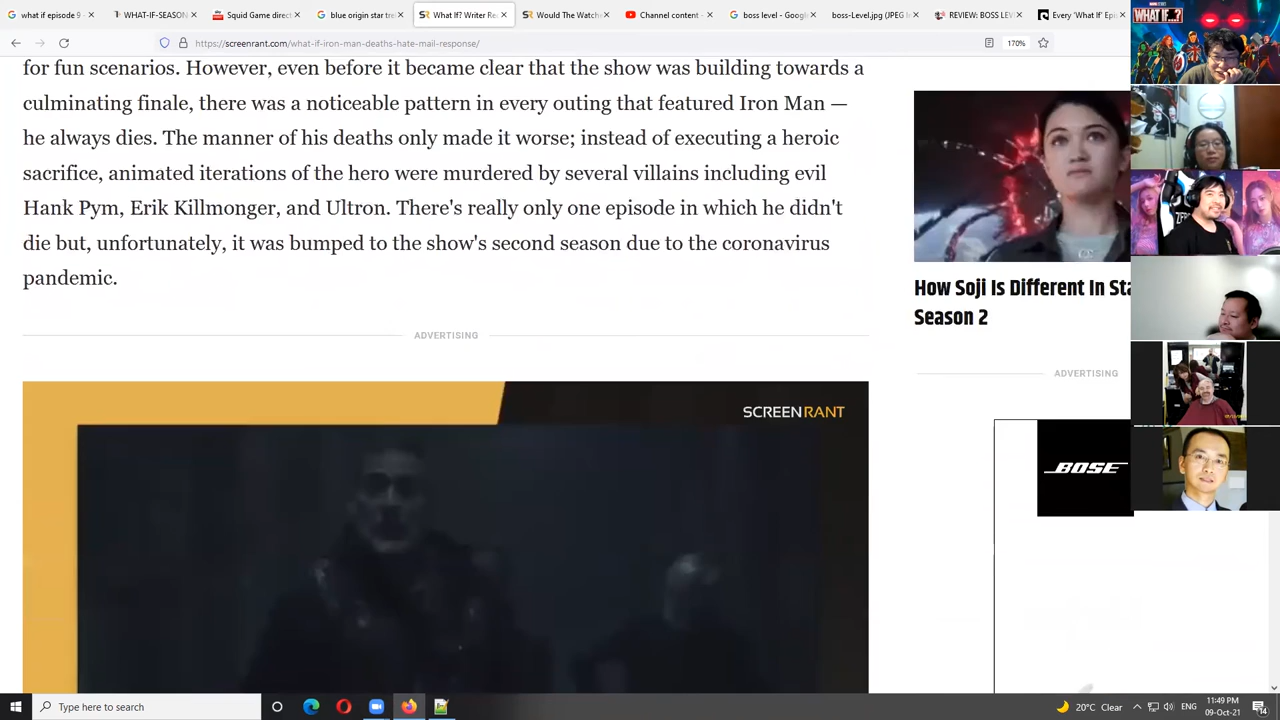 what if episode 9
WHAT-IF-SEASON
Squid Game direct
blue origin star tre
What If? Writer Re
Would The Watch
Channel content
boss level - Goog
boss-Level.jpg (JPE
REVIEW: BOSS LEV
Every 'What If' Epi
https://screenrant.com/what-if-iron-man-deaths-hate-mail-response/
170%
WHAT IF...?
for fun scenarios. However, even before it became clear that the show was building towards a
culminating finale, there was a noticeable pattern in every outing that featured Iron Man —
he always dies. The manner of his deaths only made it worse; instead of executing a heroic
sacrifice, animated iterations of the hero were murdered by several villains including evil
Hank Pym, Erik Killmonger, and Ultron. There's really only one episode in which he didn't
die but, unfortunately, it was bumped to the show's second season due to the coronavirus
pandemic.
ADVERTISING
SCREENRANT
How Soji Is Different In Sta
Season 2
ADVERTISING
BOSE
Type here to search
20°C Clear
ENG
11:49 PM
09-Oct-21
14